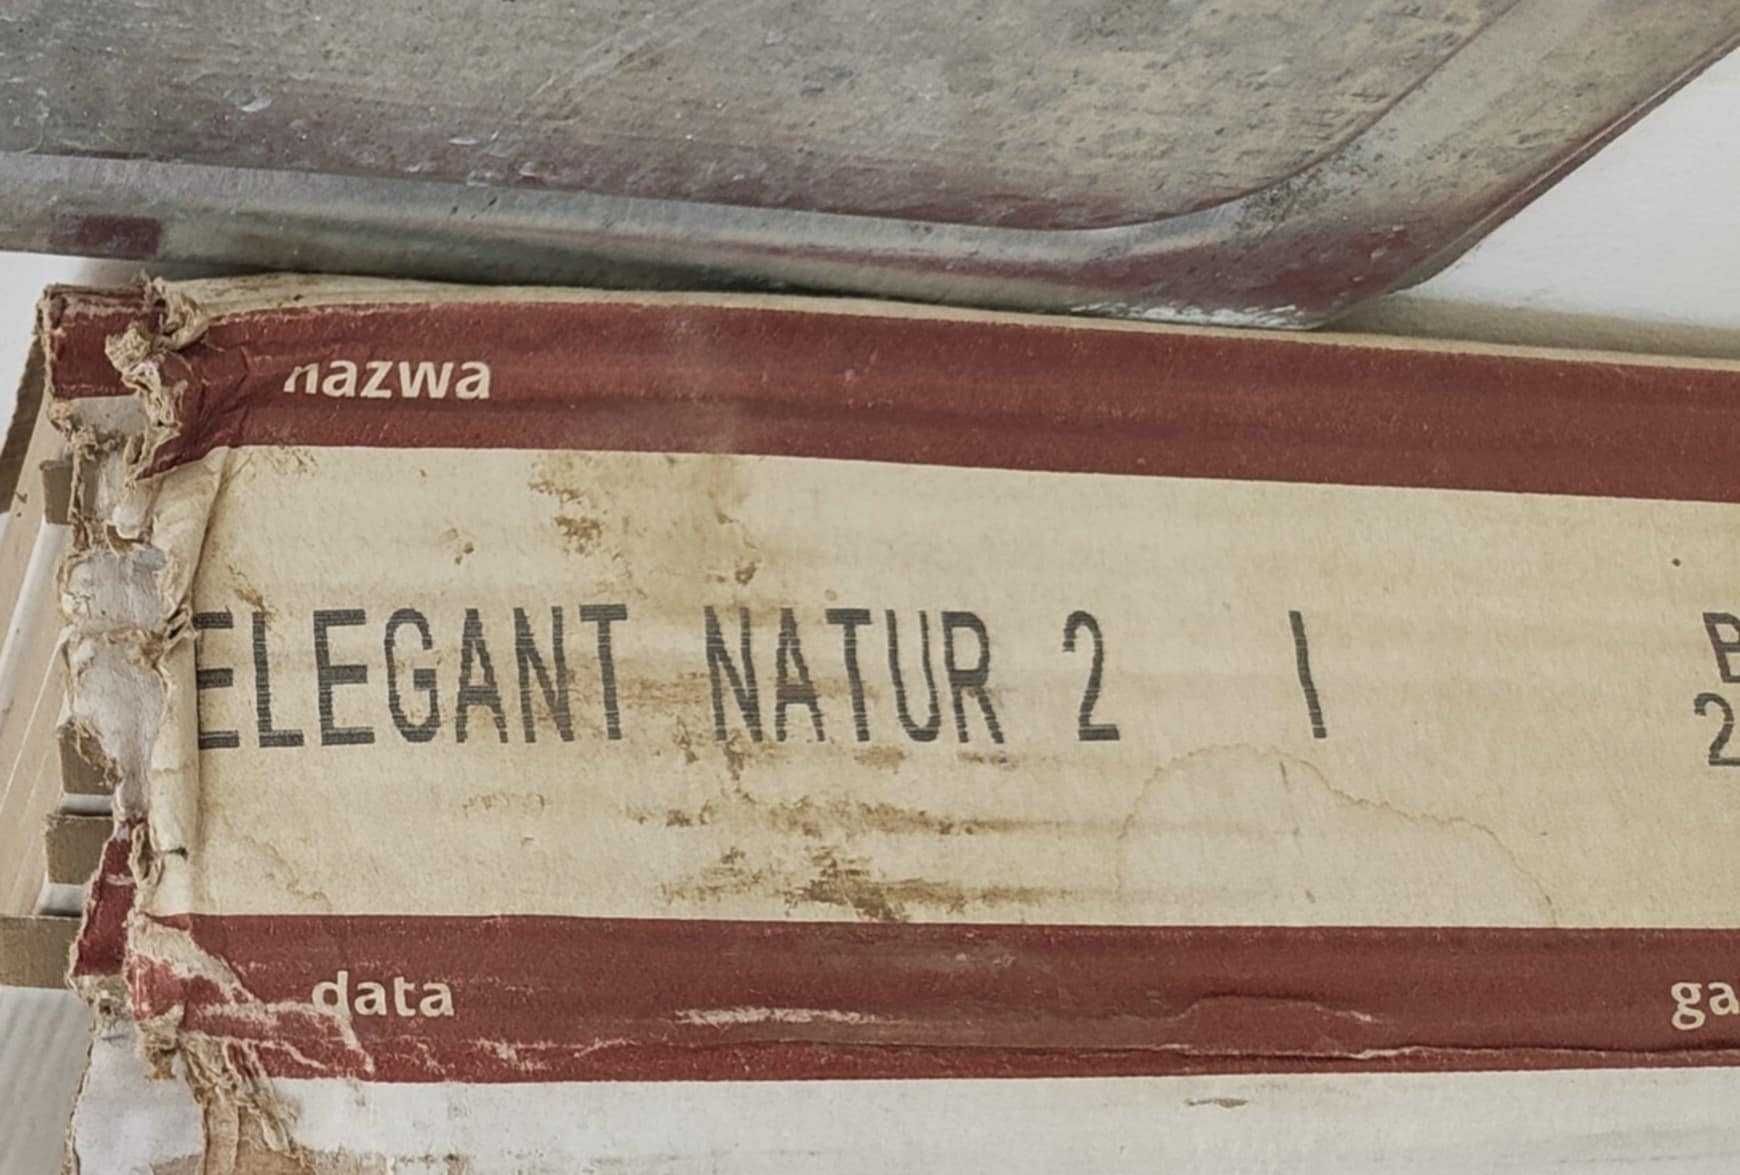 nazwa
ELEGANT NATUR 2 I
data